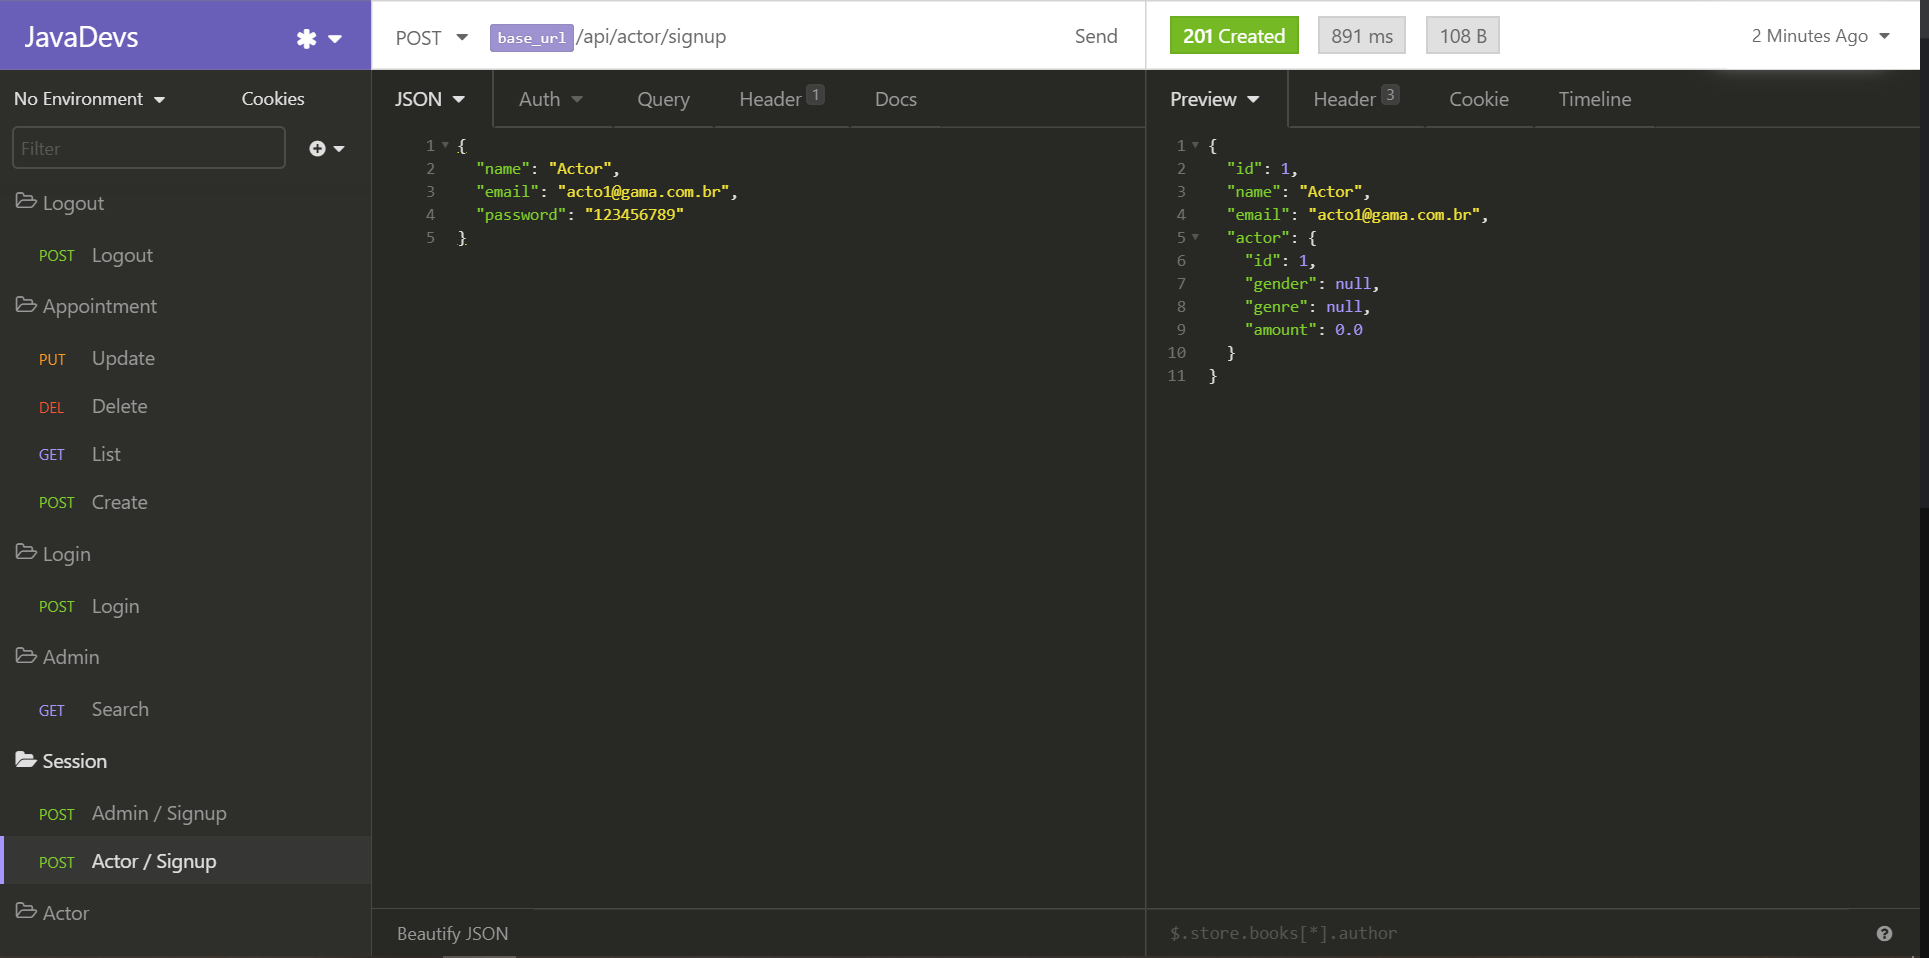 JavaDevs
No Environment
Cookies
Filter
Logout
POST Logout
Appointment
PUT Update
DEL Delete
GET List
POST Create
Login
POST Login
Admin
GET Search
Session
POST Admin / Signup
POST Actor / Signup
Actor
POST base_url/api/actor/signup Send
JSON Auth Query Header 1 Docs
1 {
2 "name": "Actor",
3 "email": "acto1@gama.com.br",
4 "password": "123456789"
5 }
Beautify JSON
201 Created 891 ms 108 B 2 Minutes Ago
Preview Header 3 Cookie Timeline
1 {
2 "id": 1,
3 "name": "Actor",
4 "email": "acto1@gama.com.br",
5 "actor": {
6 "id": 1,
7 "gender": null,
8 "genre": null,
9 "amount": 0.0
10 }
11 }
$.store.books[*].author